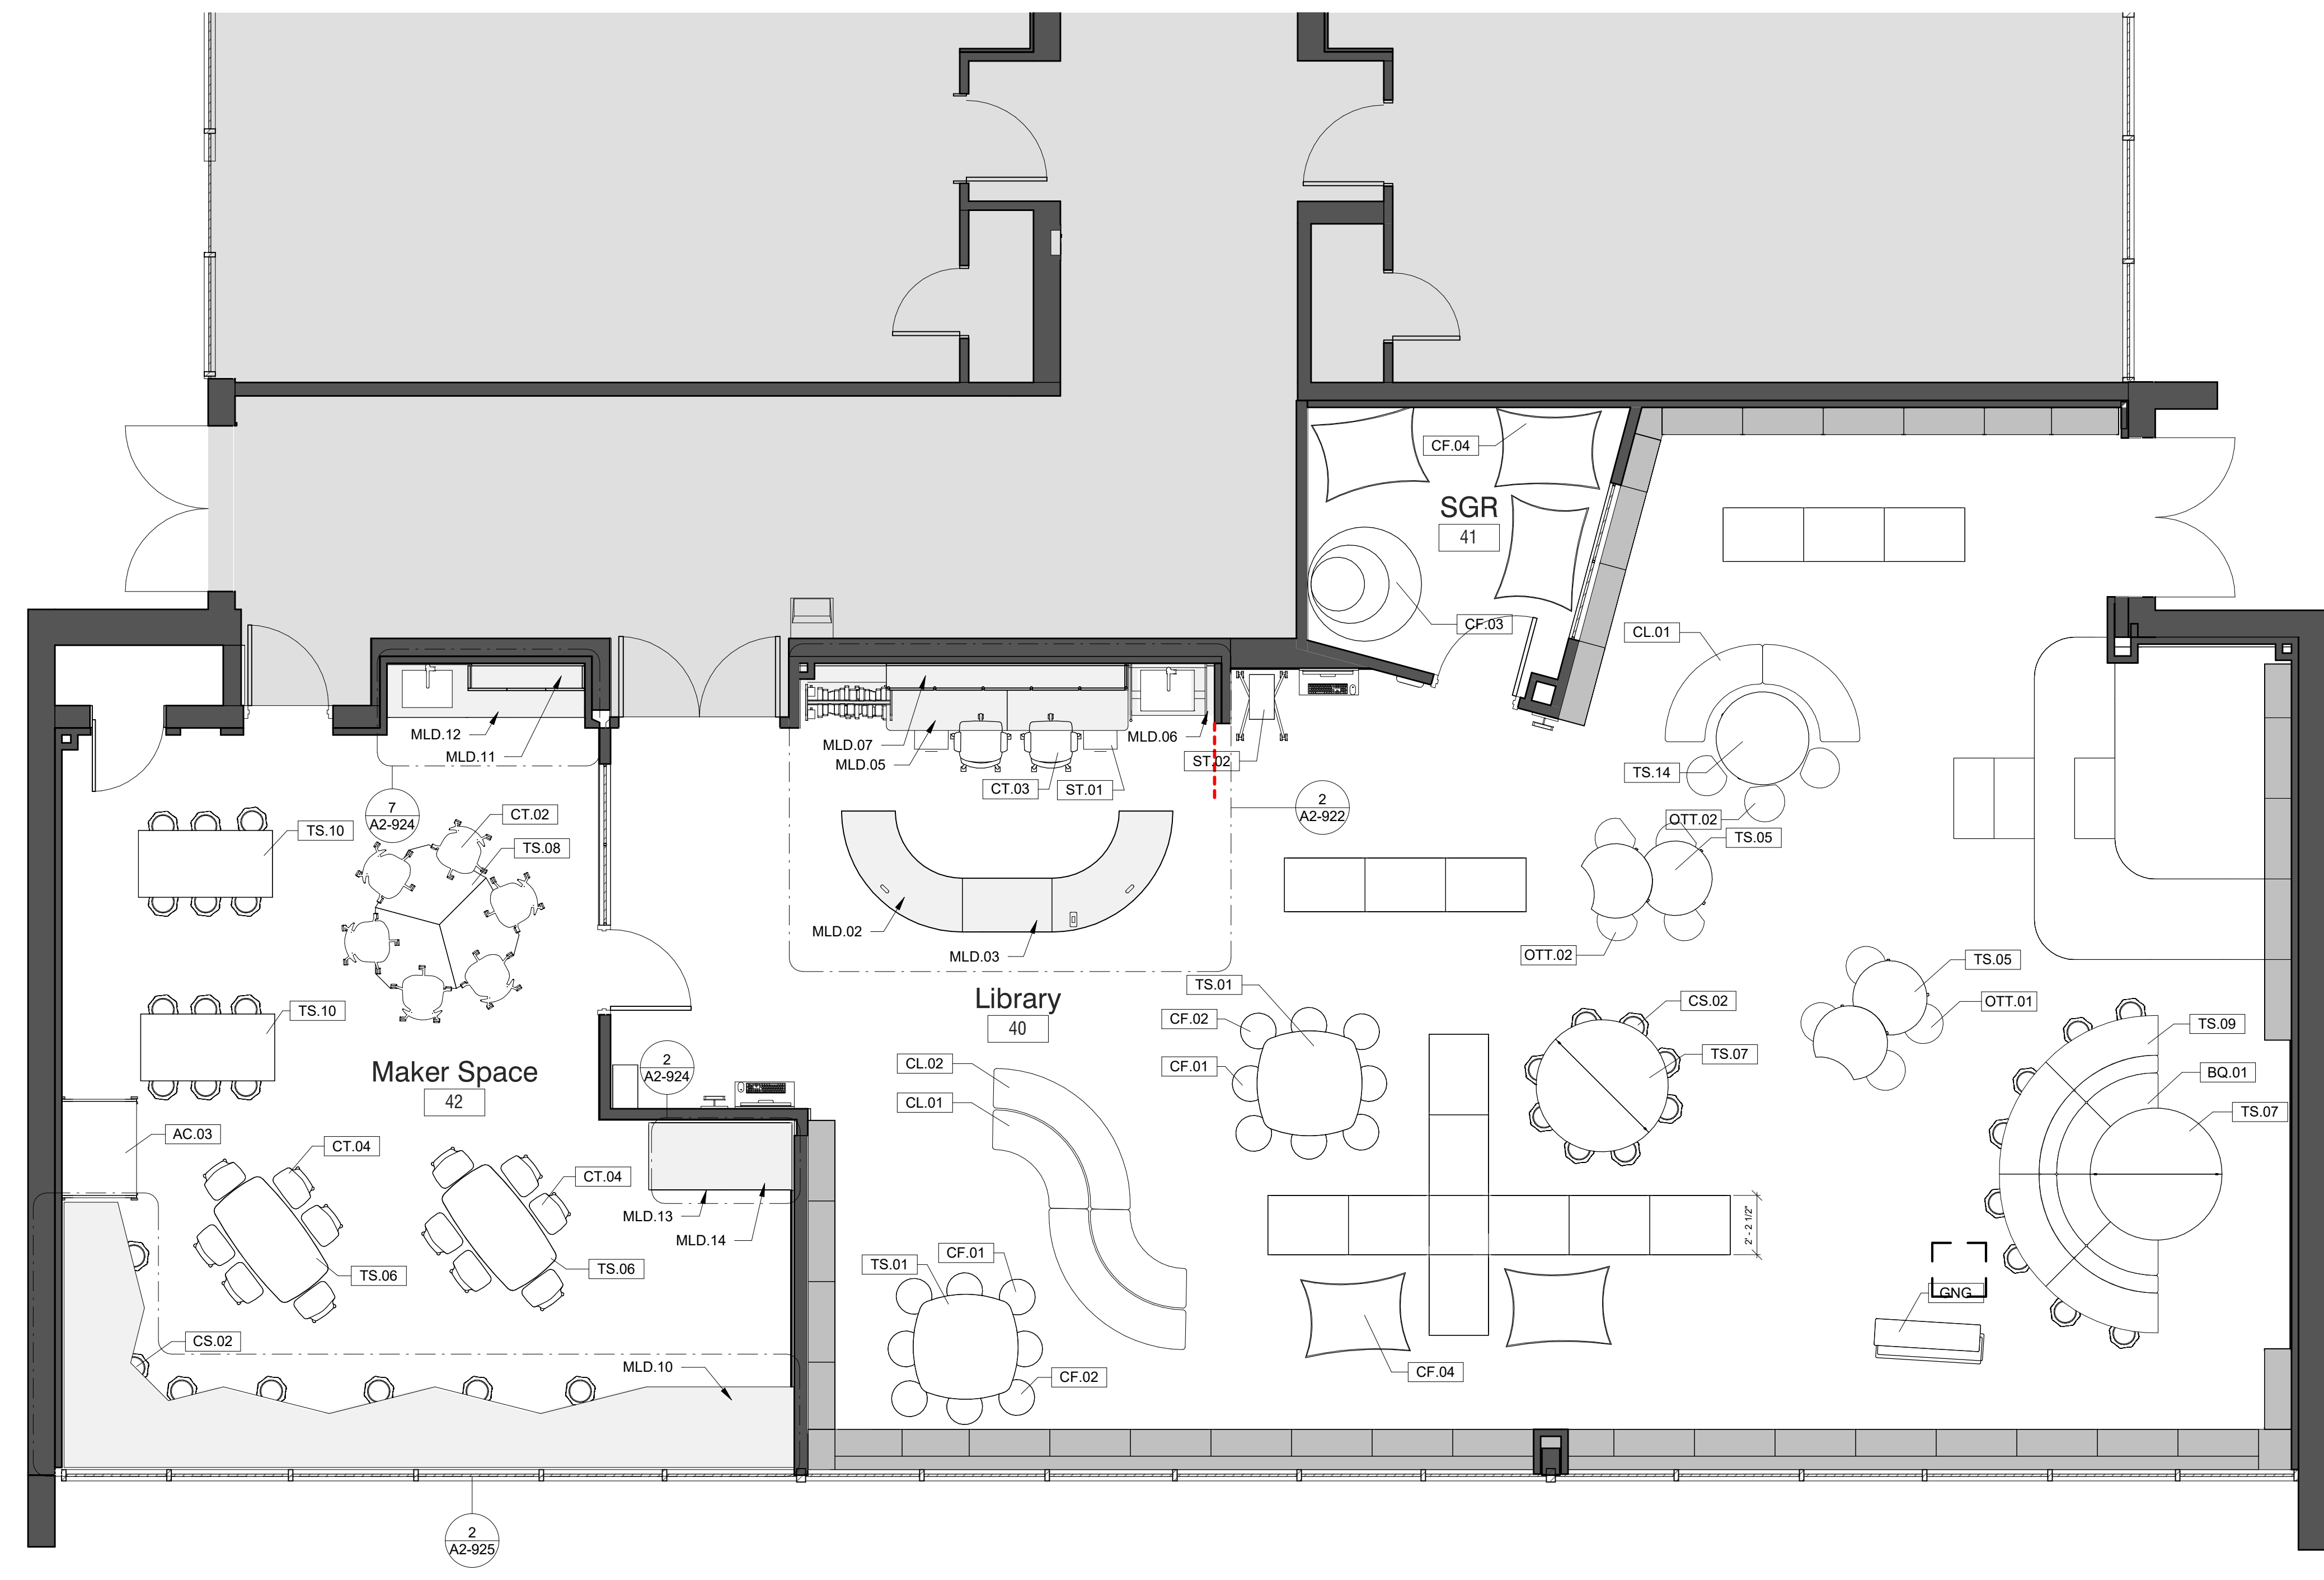 CF.04
SGR
41
CF.03
CL.01
MLD.12
MLD.11
MLD.07
MLD.05
MLD.06
ST.02
CT.03
ST.01
TS.14
OTT.02
TS.05
7
A2-924
CT.02
TS.08
TS.10
2
A2-922
MLD.02
MLD.03
OTT.02
TS.05
OTT.01
TS.01
CF.02
CF.01
CS.02
TS.07
TS.09
BQ.01
TS.07
Library
40
TS.10
Maker Space
42
2
A2-924
CL.02
CL.01
AC.03
CT.04
CT.04
MLD.13
MLD.14
TS.06
TS.06
2' - 2 1/2"
CF.01
TS.01
GNG
CS.02
MLD.10
CF.02
CF.04
2
A2-925